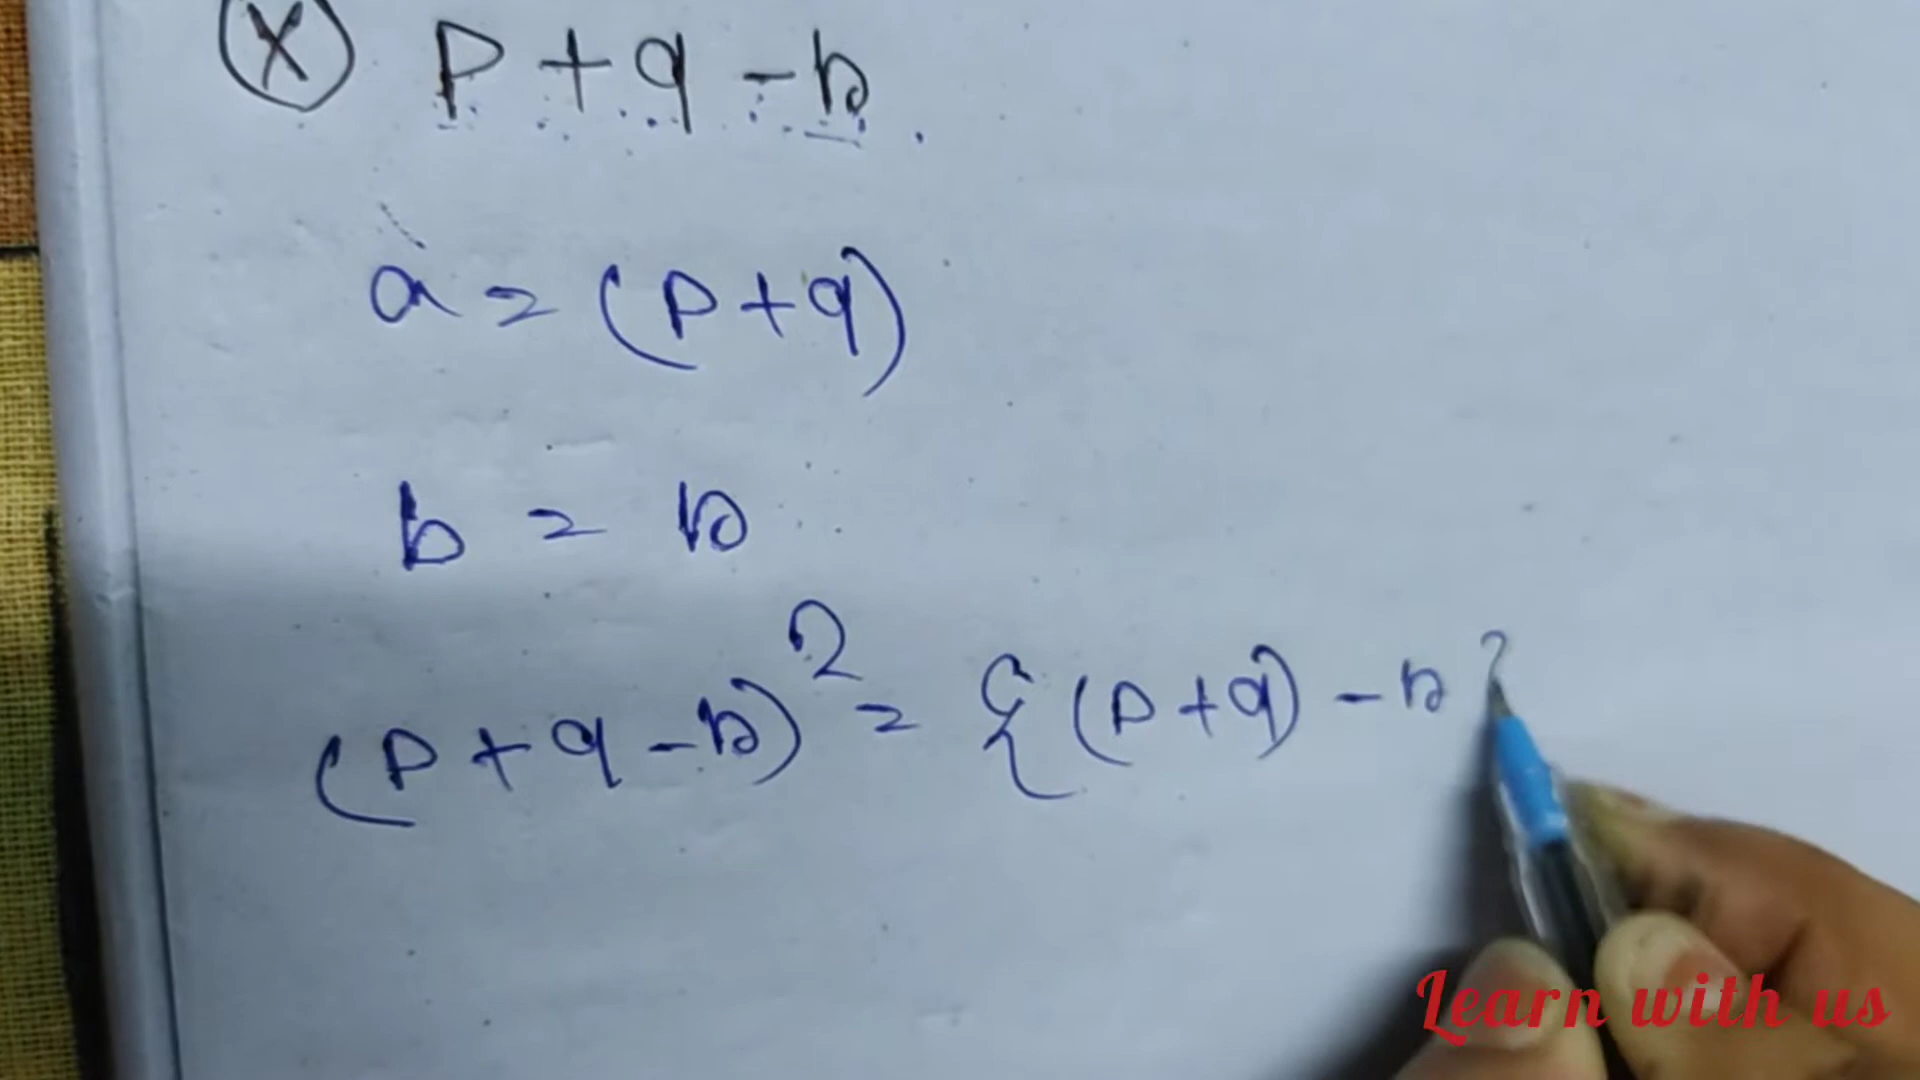 (X) P + q - r
a = (P + q)
b = r
(P + q - r)² = {(P + q) - r}
Learn with us